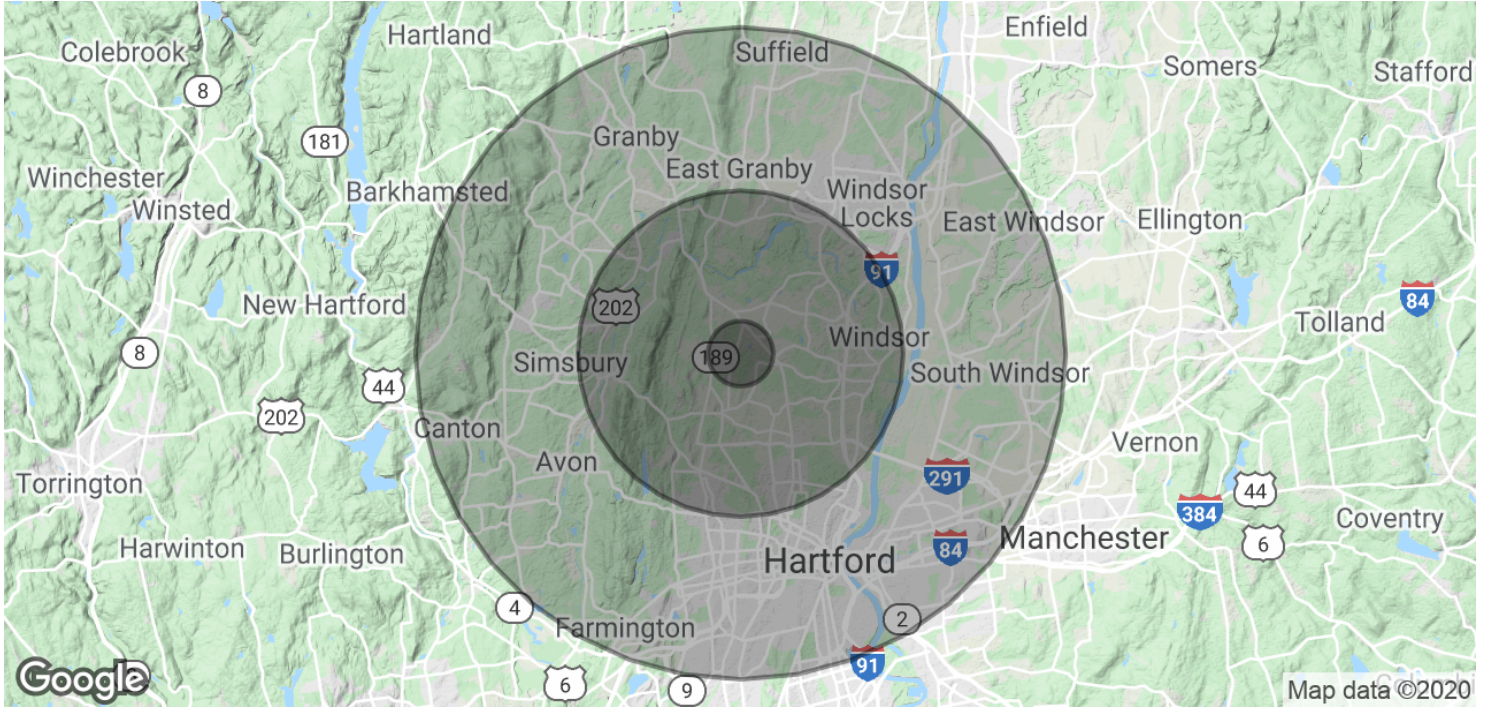 Colebrook
Hartland
Suffield
Enfield
Somers
Stafford
8
181
Granby
East Granby
Winchester
Winsted
Barkhamsted
Windsor
Locks
East Windsor
Ellington
91
84
New Hartford
202
Tolland
8
189
Windsor
Simsbury
South Windsor
44
202
Canton
Vernon
Avon
Torrington
291
44
384
Coventry
Harwinton
Burlington
Hartford
84
Manchester
6
4
Farmington
2
91
Google
6
9
Map data ©2020